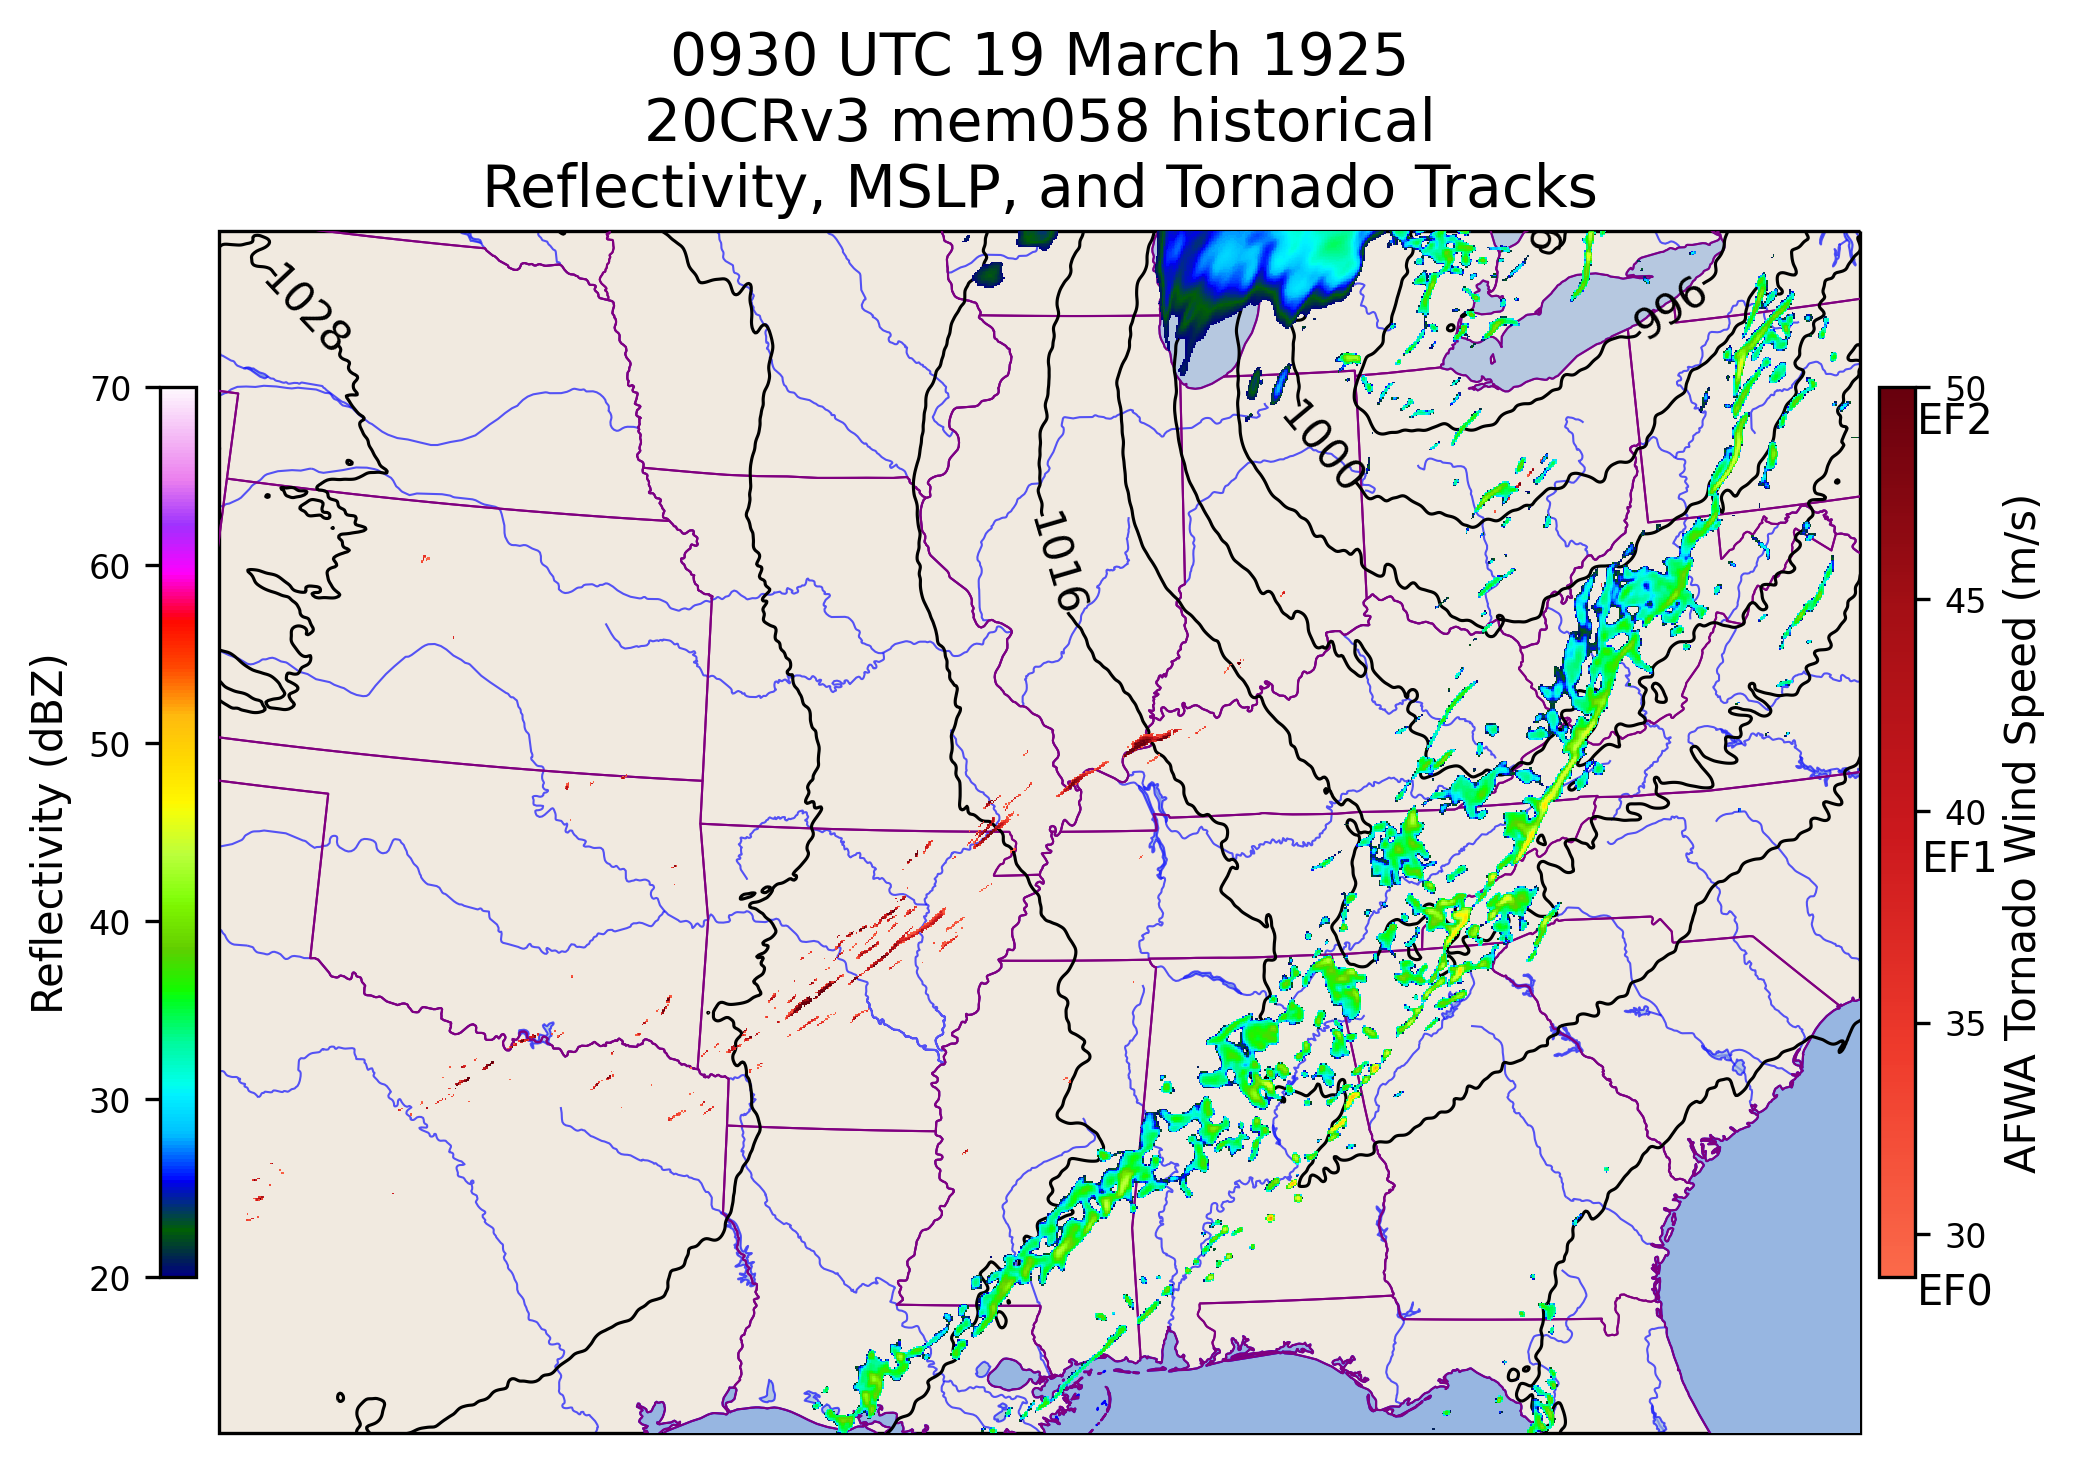 0930 UTC 19 March 1925
20CRv3 mem058 historical
Reflectivity, MSLP, and Tornado Tracks
1028
996
1000
1016
70
60
50
40
30
20
Reflectivity (dBZ)
50
EF2
45
40
EF1
35
30
EF0
AFWA Tornado Wind Speed (m/s)